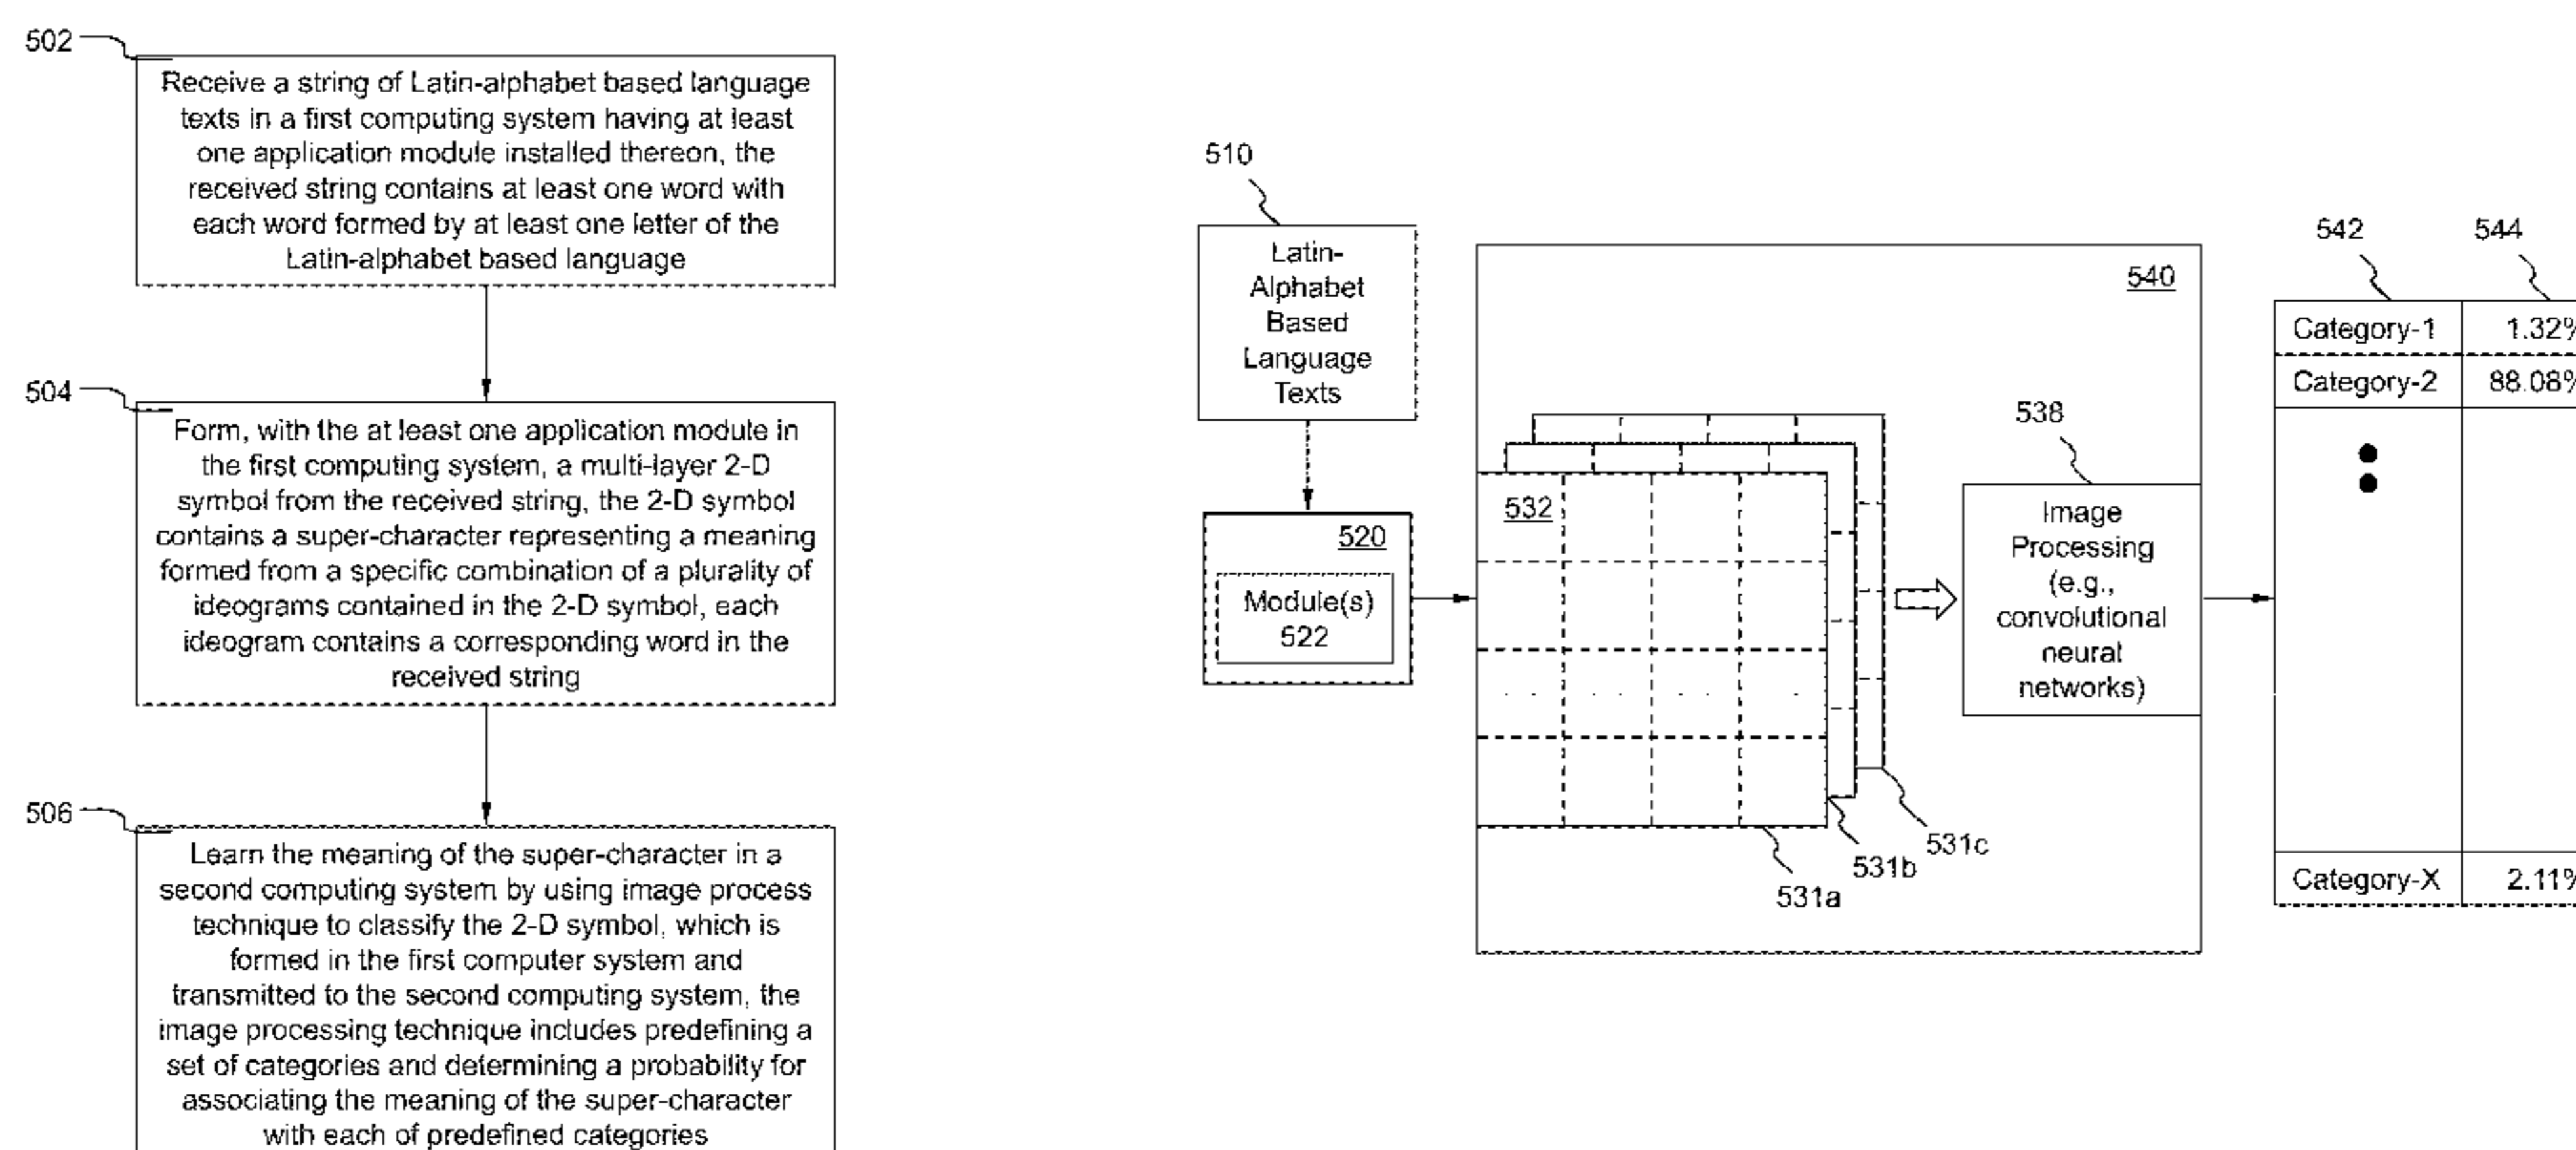 502
Receive a string of Latin-alphabet based language
texts in a first computing system having at least
one application module installed thereon, the
received string contains at least one word with
each word formed by at least one letter of the
Latin-alphabet based language
504
Form, with the at least one application module in
the first computing system, a multi-layer 2-D
symbol from the received string, the 2-D symbol
contains a super-character representing a meaning
formed from a specific combination of a plurality of
ideograms contained in the 2-D symbol, each
ideogram contains a corresponding word in the
received string
506
Learn the meaning of the super-character in a
second computing system by using image process
technique to classify the 2-D symbol, which is
formed in the first computer system and
transmitted to the second computing system, the
image processing technique includes predefining a
set of categories and determining a probability for
associating the meaning of the super-character
with each of predefined categories
510
Latin-
Alphabet
Based
Language
Texts
520
Module(s)
522
540
532
531a
531b
531c
538
Image
Processing
(e.g.,
convolutional
neural
networks)
542
544
Category-1 1.32%
Category-2 88.08%
Category-X 2.11%